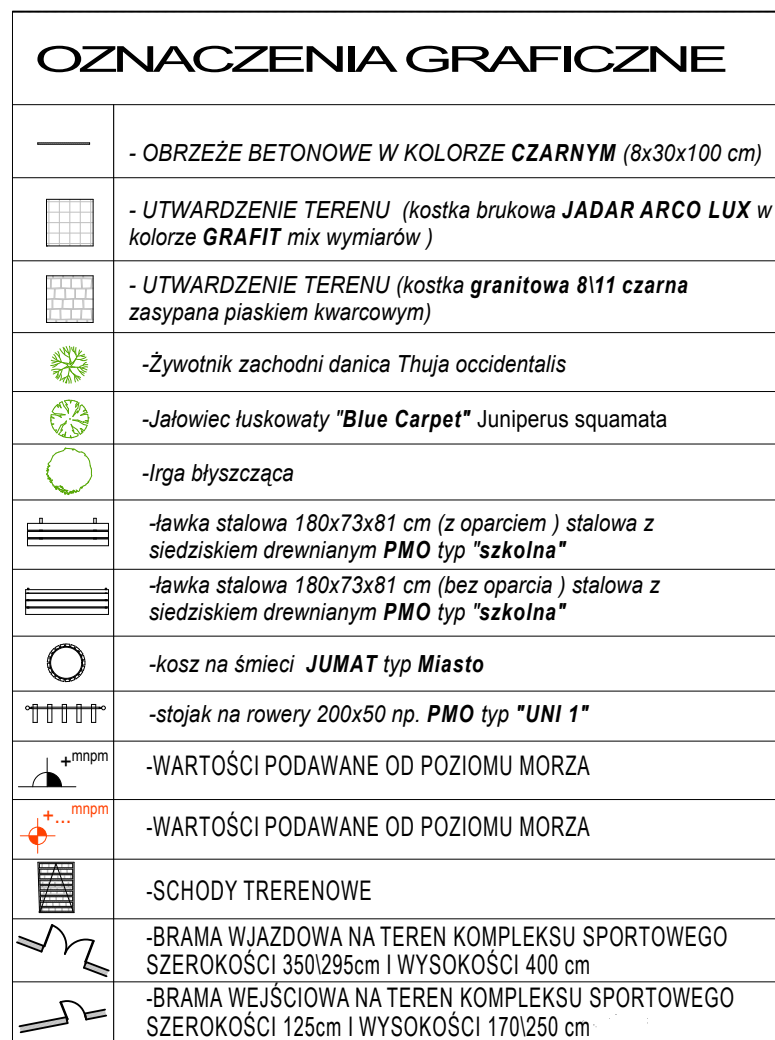 OZNACZENIA GRAFICZNE
- OBRZEŻE BETONOWE W KOLORZE CZARNYM (8x30x100 cm)
- UTWARDZENIE TERENU (kostka brukowa JADAR ARCO LUX w
kolorze GRAFIT mix wymiarów )
- UTWARDZENIE TERENU (kostka granitowa 8\11 czarna
zasypana piaskiem kwarcowym)
-Żywotnik zachodni danica Thuja occidentalis
-Jałowiec łuskowaty "Blue Carpet" Juniperus squamata
-Irga błyszcząca
-ławka stalowa 180x73x81 cm (z oparciem ) stalowa z
siedziskiem drewnianym PMO typ "szkolna"
-ławka stalowa 180x73x81 cm (bez oparcia ) stalowa z
siedziskiem drewnianym PMO typ "szkolna"
-kosz na śmieci JUMAT typ Miasto
-stojak na rowery 200x50 np. PMO typ "UNI 1"
+mnpm
-WARTOŚCI PODAWANE OD POZIOMU MORZA
+... mnpm
-WARTOŚCI PODAWANE OD POZIOMU MORZA
-SCHODY TRERENOWE
-BRAMA WJAZDOWA NA TEREN KOMPLEKSU SPORTOWEGO
SZEROKOŚCI 350\295cm I WYSOKOŚCI 400 cm
-BRAMA WEJŚCIOWA NA TEREN KOMPLEKSU SPORTOWEGO
SZEROKOŚCI 125cm I WYSOKOŚCI 170\250 cm